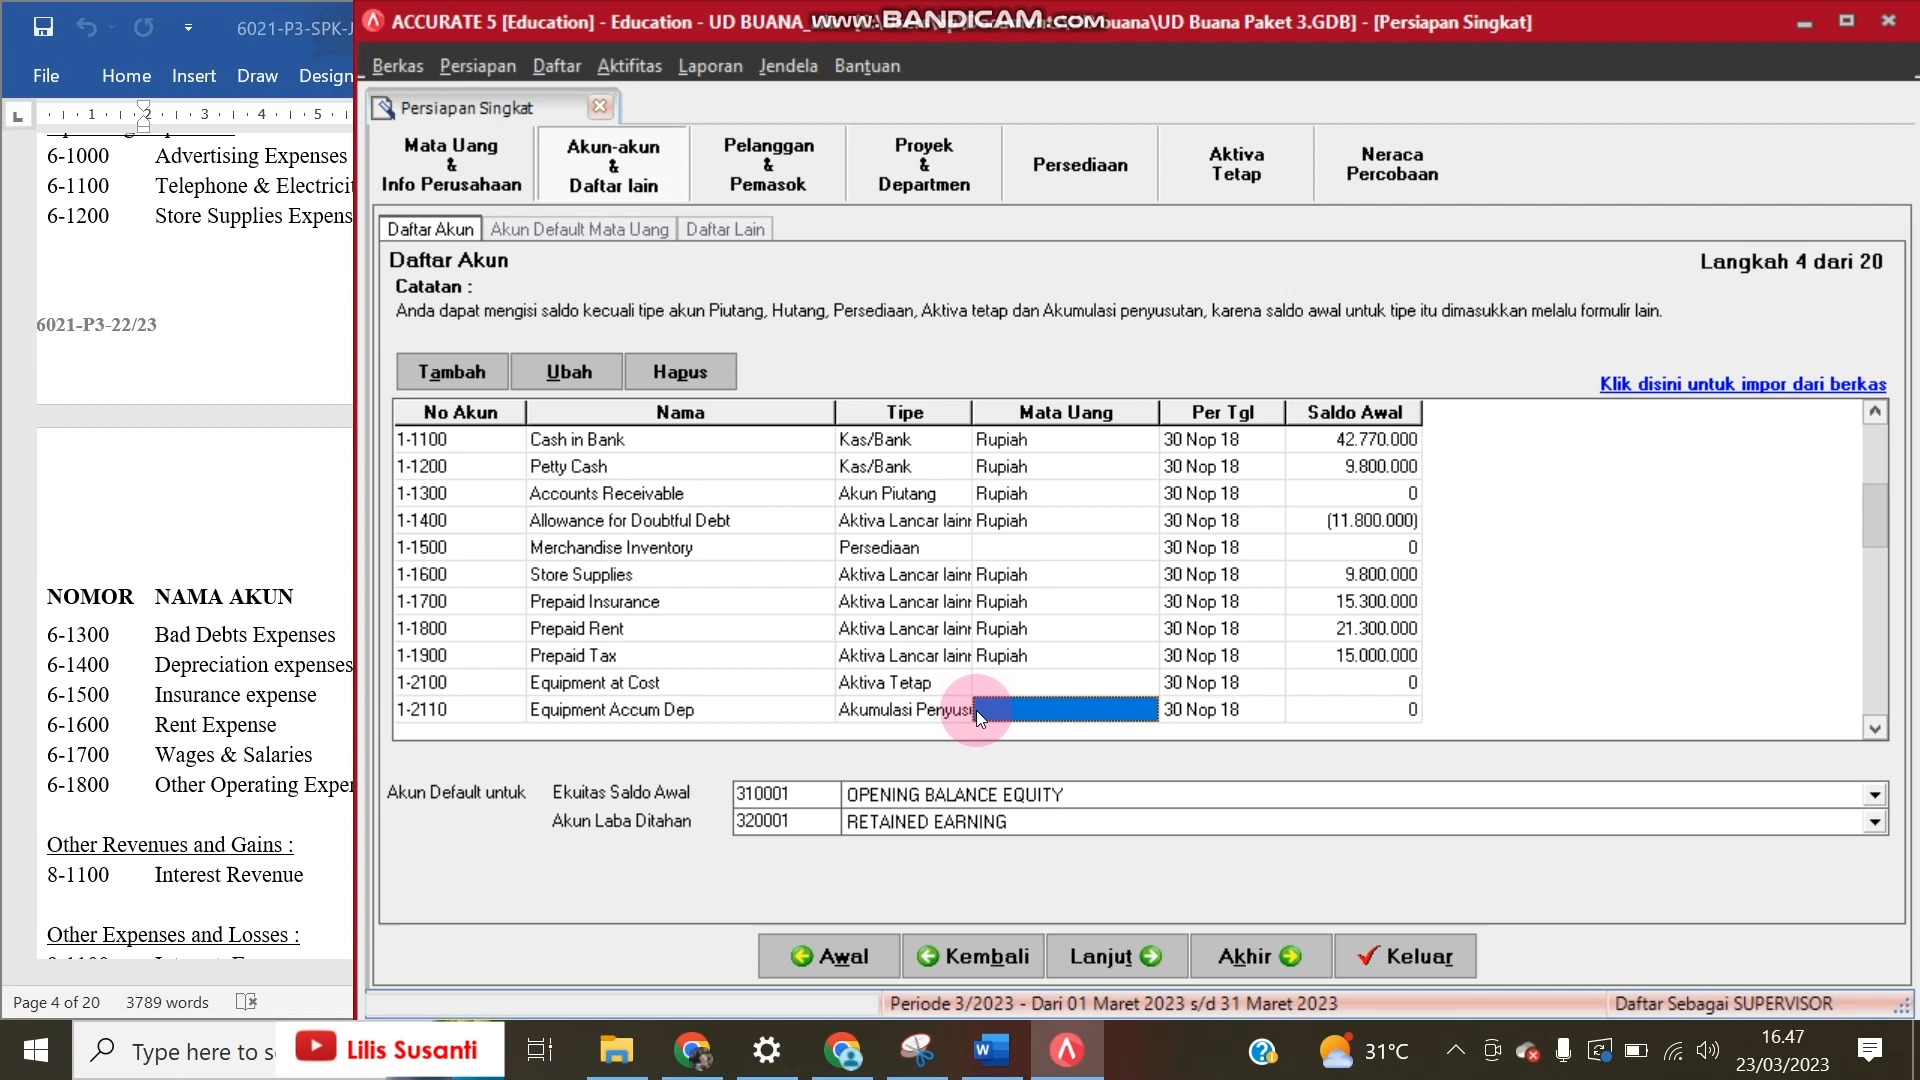 6021-P3-SPK-J
File Home Insert Draw Design
1 2 3 4 5
6-1000 Advertising Expenses
6-1100 Telephone & Electricit
6-1200 Store Supplies Expens
6021-P3-22/23
NOMOR NAMA AKUN
6-1300 Bad Debts Expenses
6-1400 Depreciation expenses
6-1500 Insurance expense
6-1600 Rent Expense
6-1700 Wages & Salaries
6-1800 Other Operating Exper
Other Revenues and Gains :
8-1100 Interest Revenue
Other Expenses and Losses :
Page 4 of 20 3789 words
ACCURATE 5 [Education] - Education - UD BUANA_ buana\UD Buana Paket 3.GDB] - [Persiapan Singkat]
www.BANDICAM.com
Berkas Persiapan Daftar Aktifitas Laporan Jendela Bantuan
Persiapan Singkat
Mata Uang
&
Info Perusahaan
Akun-akun
&
Daftar lain
Pelanggan
&
Pemasok
Proyek
&
Departmen
Persediaan
Aktiva
Tetap
Neraca
Percobaan
Daftar Akun Akun Default Mata Uang Daftar Lain
Daftar Akun Langkah 4 dari 20
Catatan :
Anda dapat mengisi saldo kecuali tipe akun Piutang, Hutang, Persediaan, Aktiva tetap dan Akumulasi penyusutan, karena saldo awal untuk tipe itu dimasukkan melalu formulir lain.
Tambah Ubah Hapus
Klik disini untuk impor dari berkas
No Akun Nama Tipe Mata Uang Per Tgl Saldo Awal
1-1100 Cash in Bank Kas/Bank Rupiah 30 Nop 18 42.770.000
1-1200 Petty Cash Kas/Bank Rupiah 30 Nop 18 9.800.000
1-1300 Accounts Receivable Akun Piutang Rupiah 30 Nop 18 0
1-1400 Allowance for Doubtful Debt Aktiva Lancar lainr Rupiah 30 Nop 18 (11.800.000)
1-1500 Merchandise Inventory Persediaan 30 Nop 18 0
1-1600 Store Supplies Aktiva Lancar lainr Rupiah 30 Nop 18 9.800.000
1-1700 Prepaid Insurance Aktiva Lancar lainr Rupiah 30 Nop 18 15.300.000
1-1800 Prepaid Rent Aktiva Lancar lainr Rupiah 30 Nop 18 21.300.000
1-1900 Prepaid Tax Aktiva Lancar lainr Rupiah 30 Nop 18 15.000.000
1-2100 Equipment at Cost Aktiva Tetap 30 Nop 18 0
1-2110 Equipment Accum Dep Akumulasi Penyusu 30 Nop 18 0
Akun Default untuk Ekuitas Saldo Awal 310001 OPENING BALANCE EQUITY
Akun Laba Ditahan 320001 RETAINED EARNING
Awal Kembali Lanjut Akhir Keluar
Periode 3/2023 - Dari 01 Maret 2023 s/d 31 Maret 2023 Daftar Sebagai SUPERVISOR
Type here to s Lilis Susanti 31°C
16.47
23/03/2023